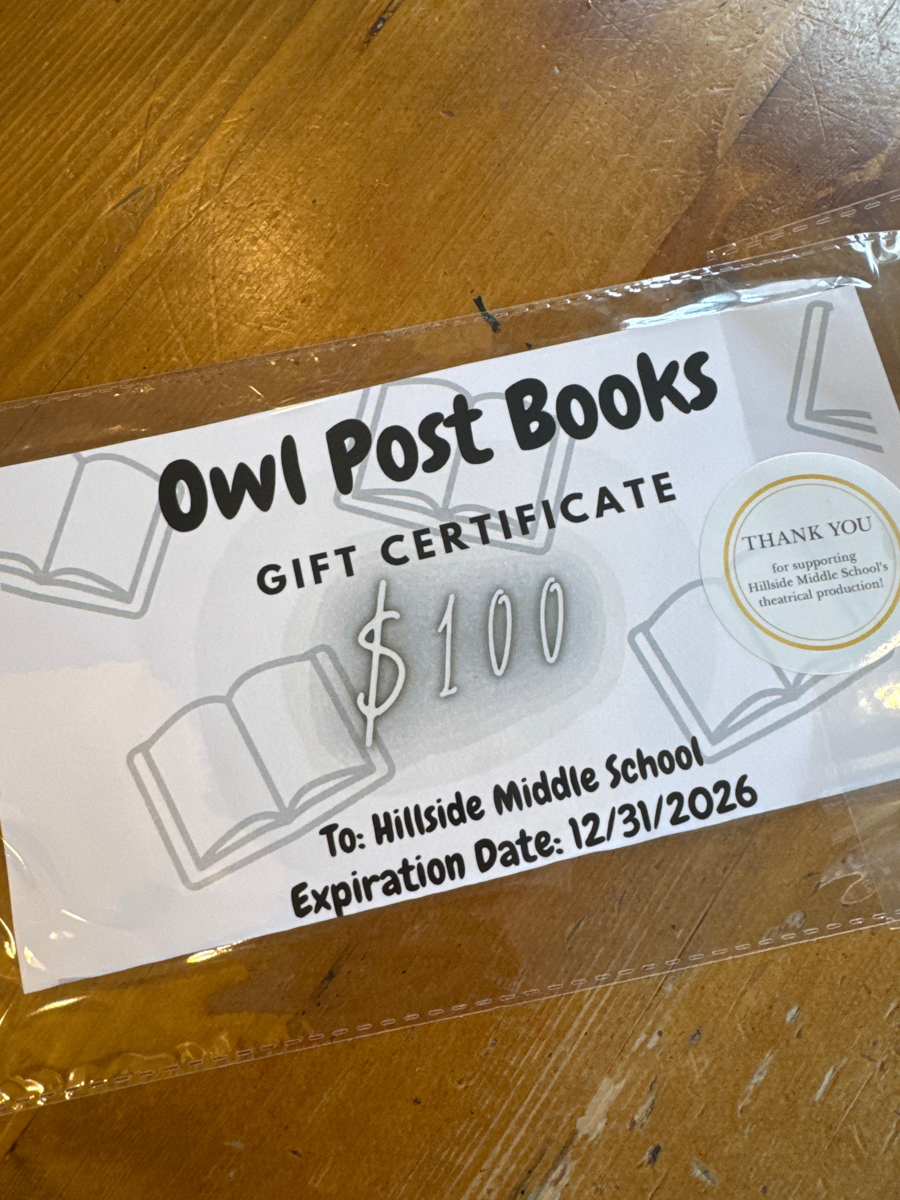 Owl Post Books
GIFT CERTIFICATE
$100
THANK YOU
for supporting
Hillside Middle School's
theatrical production!
To: Hillside Middle School
Expiration Date: 12/31/2026